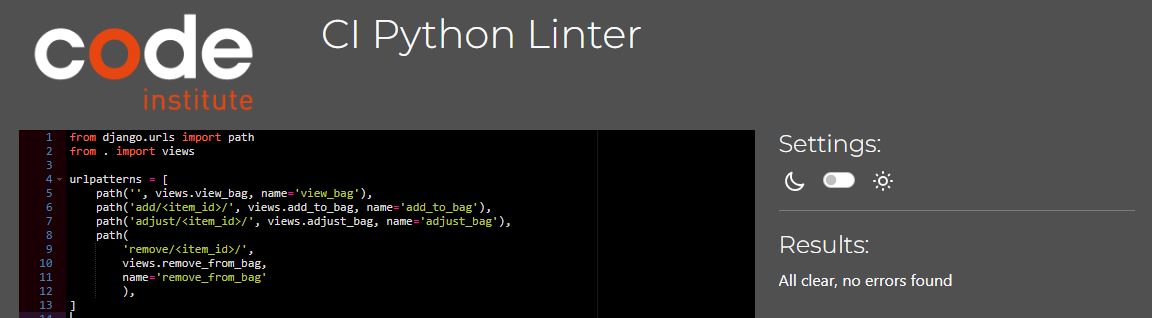 code
institute
CI Python Linter
1 from django.urls import path
2 from . import views
3
4 urlpatterns = [
5     path('', views.view_bag, name='view_bag'),
6     path('add/<item_id>/', views.add_to_bag, name='add_to_bag'),
7     path('adjust/<item_id>/', views.adjust_bag, name='adjust_bag'),
8     path(
9         'remove/<item_id>/',
10         views.remove_from_bag,
11         name='remove_from_bag'
12         ),
13 ]
14
Settings:
Results:
All clear, no errors found